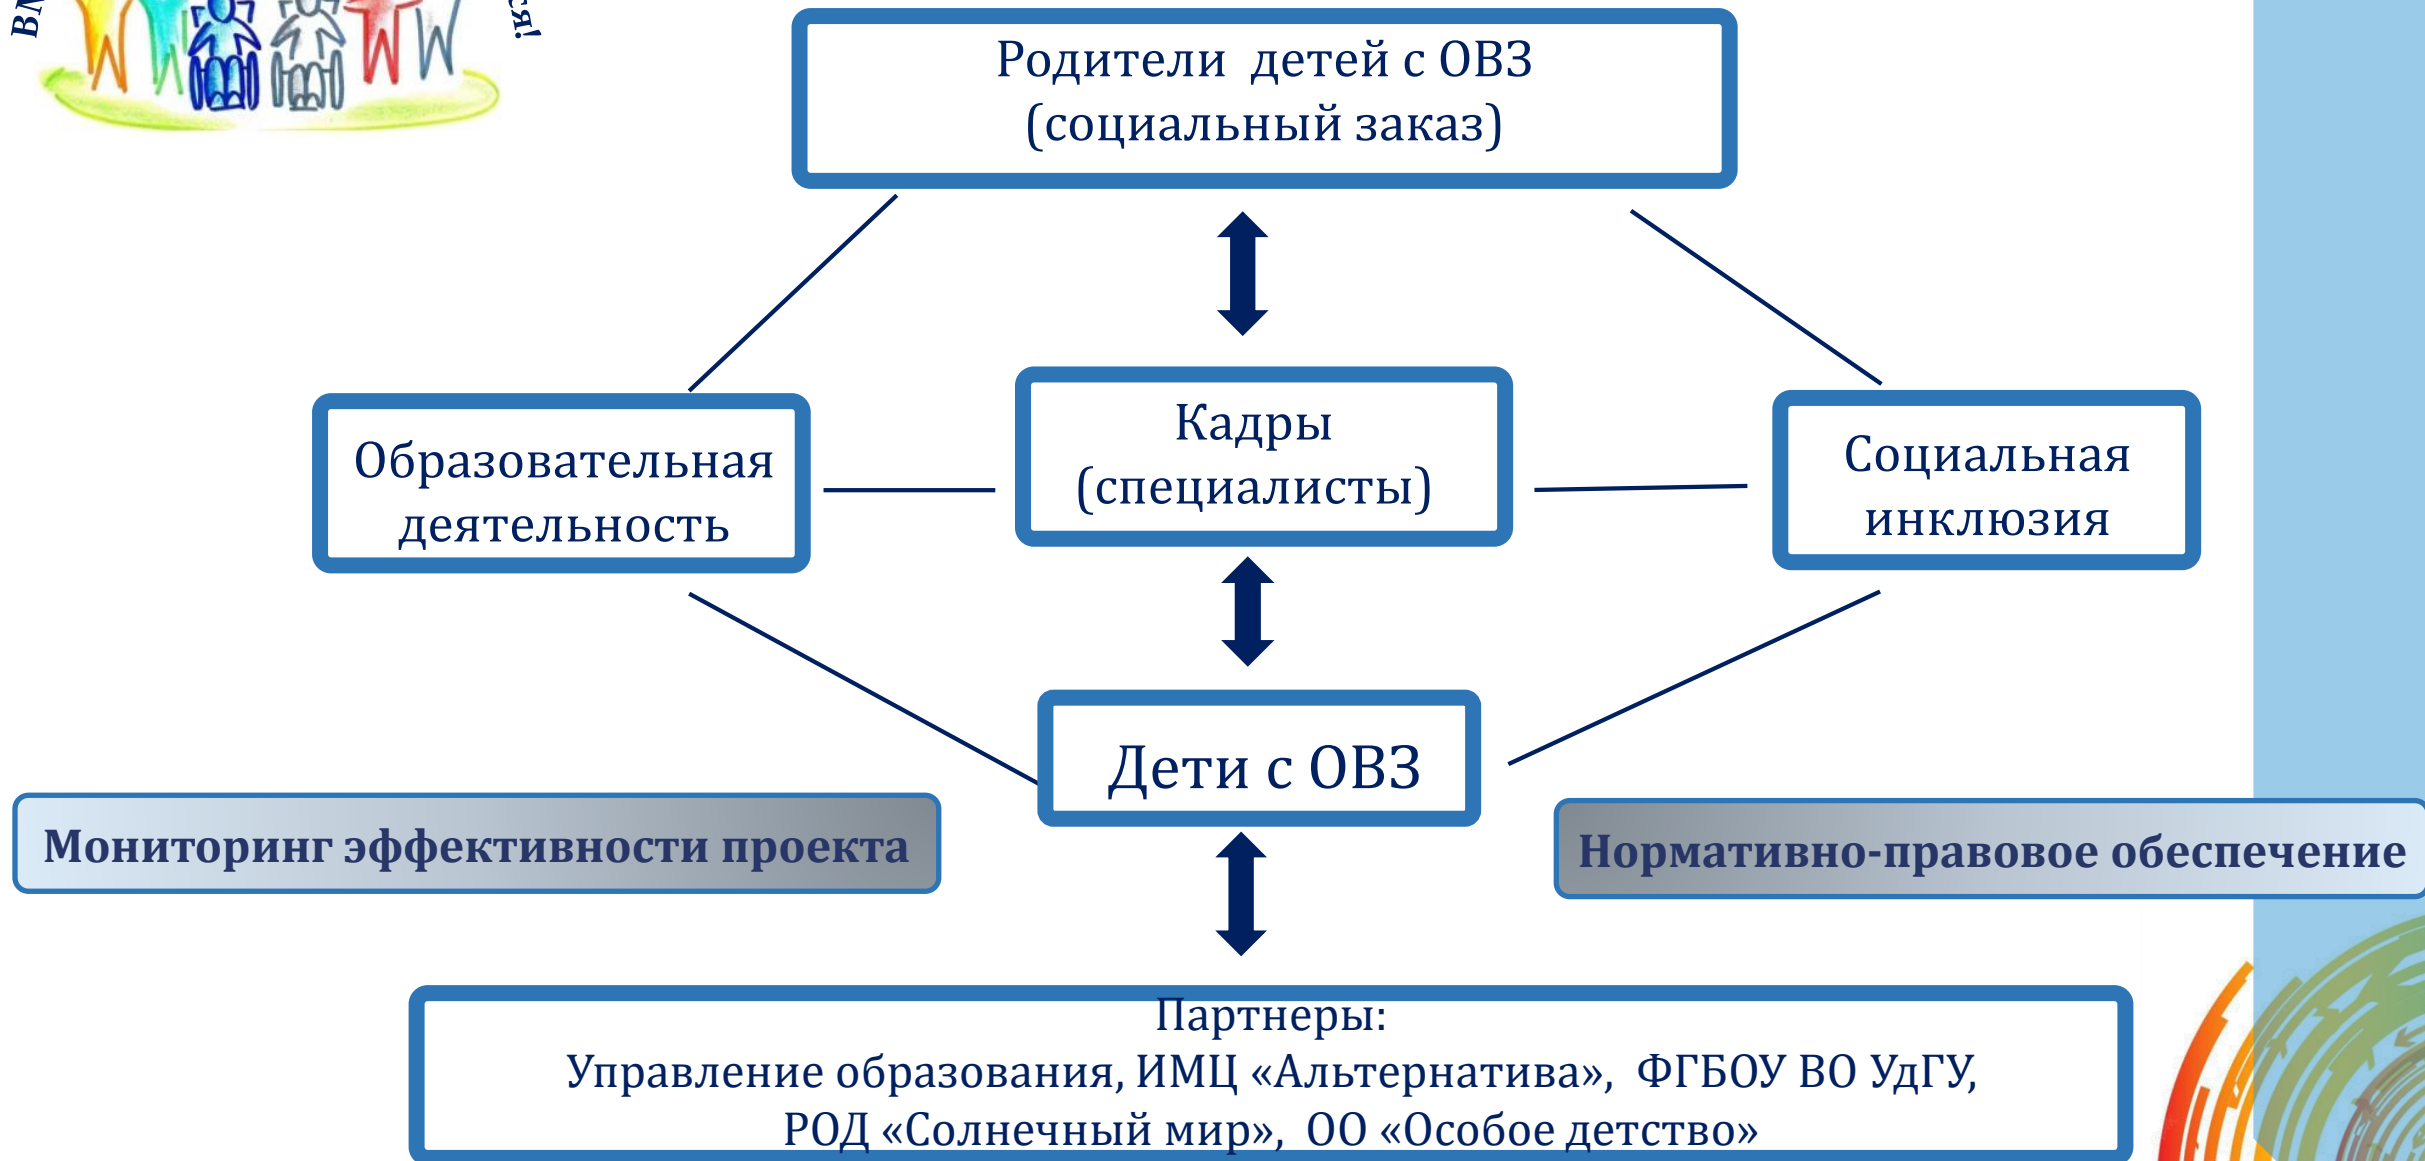 ся!
Родители детей с ОВЗ
(социальный заказ)
Образовательная
деятельность
Кадры
(специалисты)
Социальная
инклюзия
Дети с ОВЗ
Мониторинг эффективности проекта
Нормативно-правовое обеспечение
Партнеры:
Управление образования, ИМЦ «Альтернатива», ФГБОУ ВО УдГУ,
РОД «Солнечный мир», ОО «Особое детство»